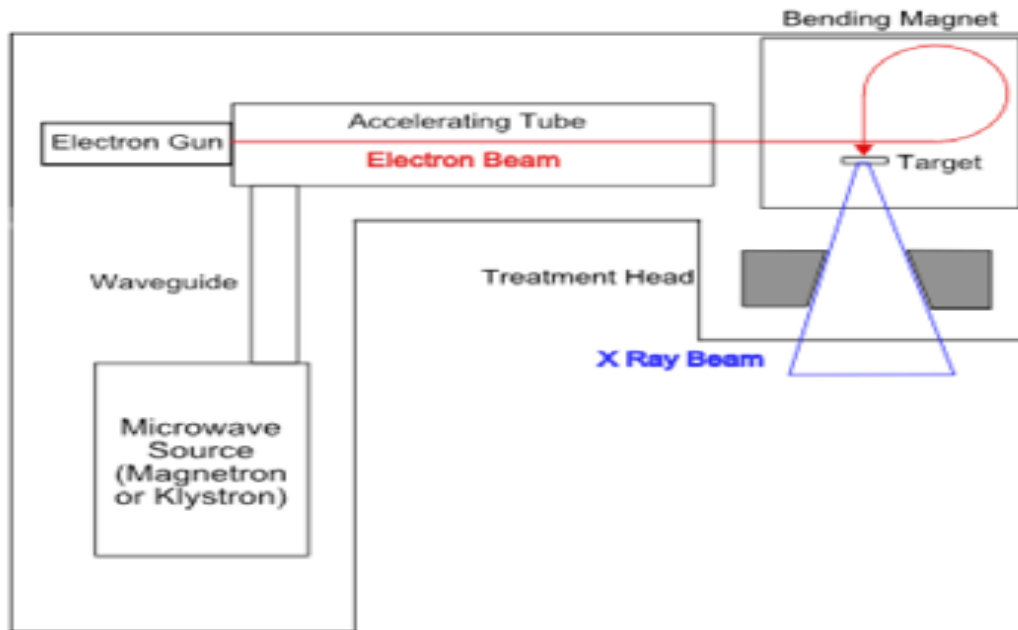 Bending Magnet
Electron Gun
Accelerating Tube
Electron Beam
Target
Waveguide
Treatment Head
X Ray Beam
Microwave
Source
(Magnetron
or Klystron)